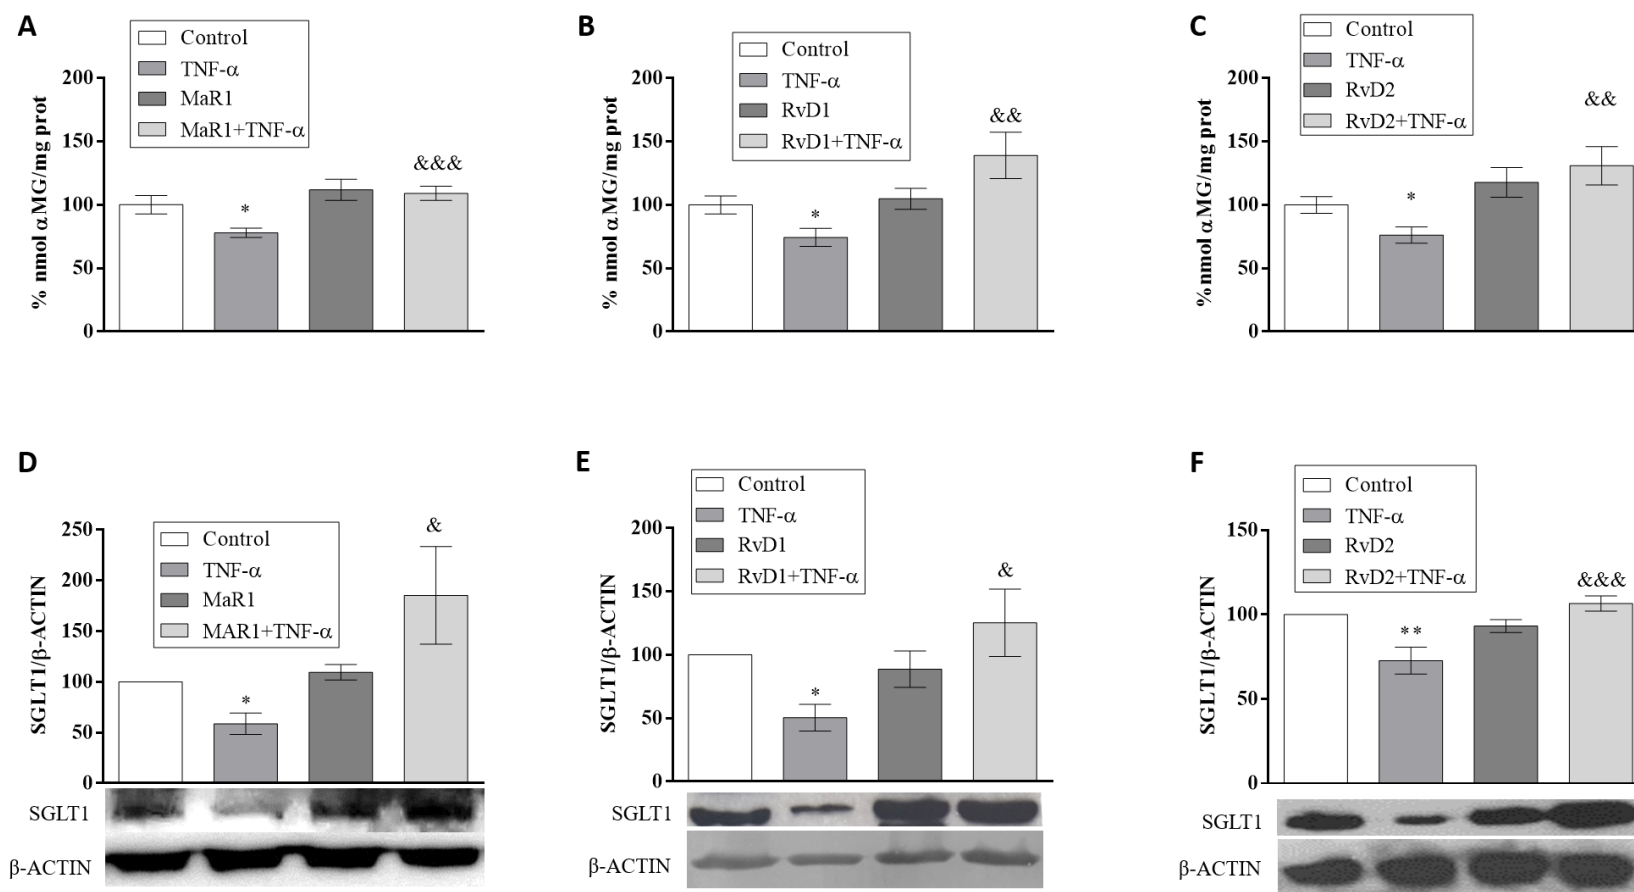 A
Control
TNF-α
MaR1
MaR1+TNF-α
% nmol αMG/mg prot
200
150
100
50
0
*
&&&
B
Control
TNF-α
RvD1
RvD1+TNF-α
% nmol αMG/mg prot
200
150
100
50
0
*
&&
C
Control
TNF-α
RvD2
RvD2+TNF-α
%nmol αMG/mg prot
200
150
100
50
0
*
&&
D
Control
TNF-α
MaR1
MAR1+TNF-α
SGLT1/β-ACTIN
250
200
150
100
50
0
*
&
SGLT1
β-ACTIN
E
Control
TNF-α
RvD1
RvD1+TNF-α
SGLT1/β-ACTIN
200
150
100
50
0
*
&
SGLT1
β-ACTIN
F
Control
TNF-α
RvD2
RvD2+TNF-α
SGLT1/β-ACTIN
150
100
50
0
**
&&&
SGLT1
β-ACTIN